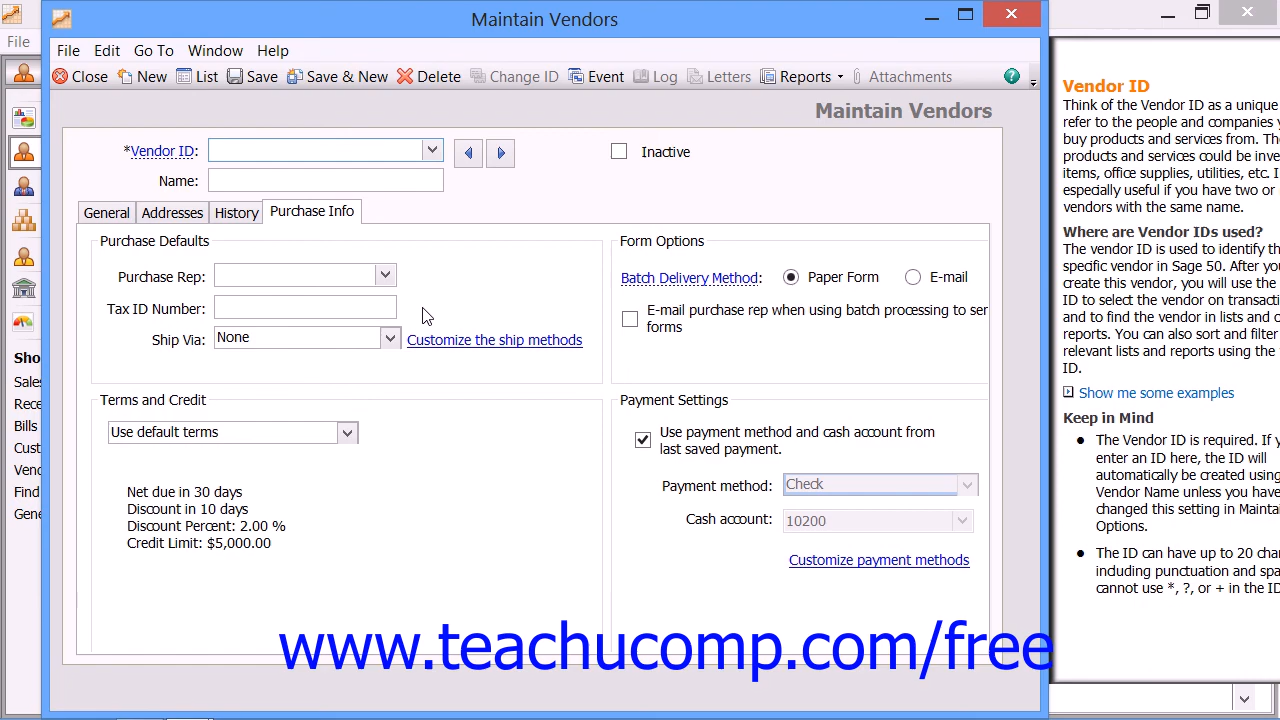 Maintain Vendors
File
File Edit Go To Window Help
Close New List Save Save & New Delete Change ID Event Log Letters Reports Attachments
Maintain Vendors
*Vendor ID:
Inactive
Name:
General Addresses History Purchase Info
Purchase Defaults
Purchase Rep:
Tax ID Number:
Ship Via: None Customize the ship methods
Form Options
Batch Delivery Method: Paper Form E-mail
E-mail purchase rep when using batch processing to ser
forms
Terms and Credit
Use default terms
Net due in 30 days
Discount in 10 days
Discount Percent: 2.00 %
Credit Limit: $5,000.00
Payment Settings
Use payment method and cash account from
last saved payment.
Payment method: Check
Cash account: 10200
Customize payment methods
Sho
Sales
Rece
Bills
Cust
Vend
Find
Gene
Vendor ID
Think of the Vendor ID as a unique
refer to the people and companies y
buy products and services from. The
products and services could be inve
items, office supplies, utilities, etc. I
especially useful if you have two or
vendors with the same name.
Where are Vendor IDs used?
The vendor ID is used to identify th
specific vendor in Sage 50. After you
create this vendor, you will use the
ID to select the vendor on transactio
and to find the vendor in lists and c
reports. You can also sort and filter
relevant lists and reports using the
ID.
Show me some examples
Keep in Mind
● The Vendor ID is required. If y
enter an ID here, the ID will
automatically be created using
Vendor Name unless you have
changed this setting in Mainta
Options.
● The ID can have up to 20 cha
including punctuation and spa
cannot use *, ?, or + in the ID
www.teachucomp.com/free